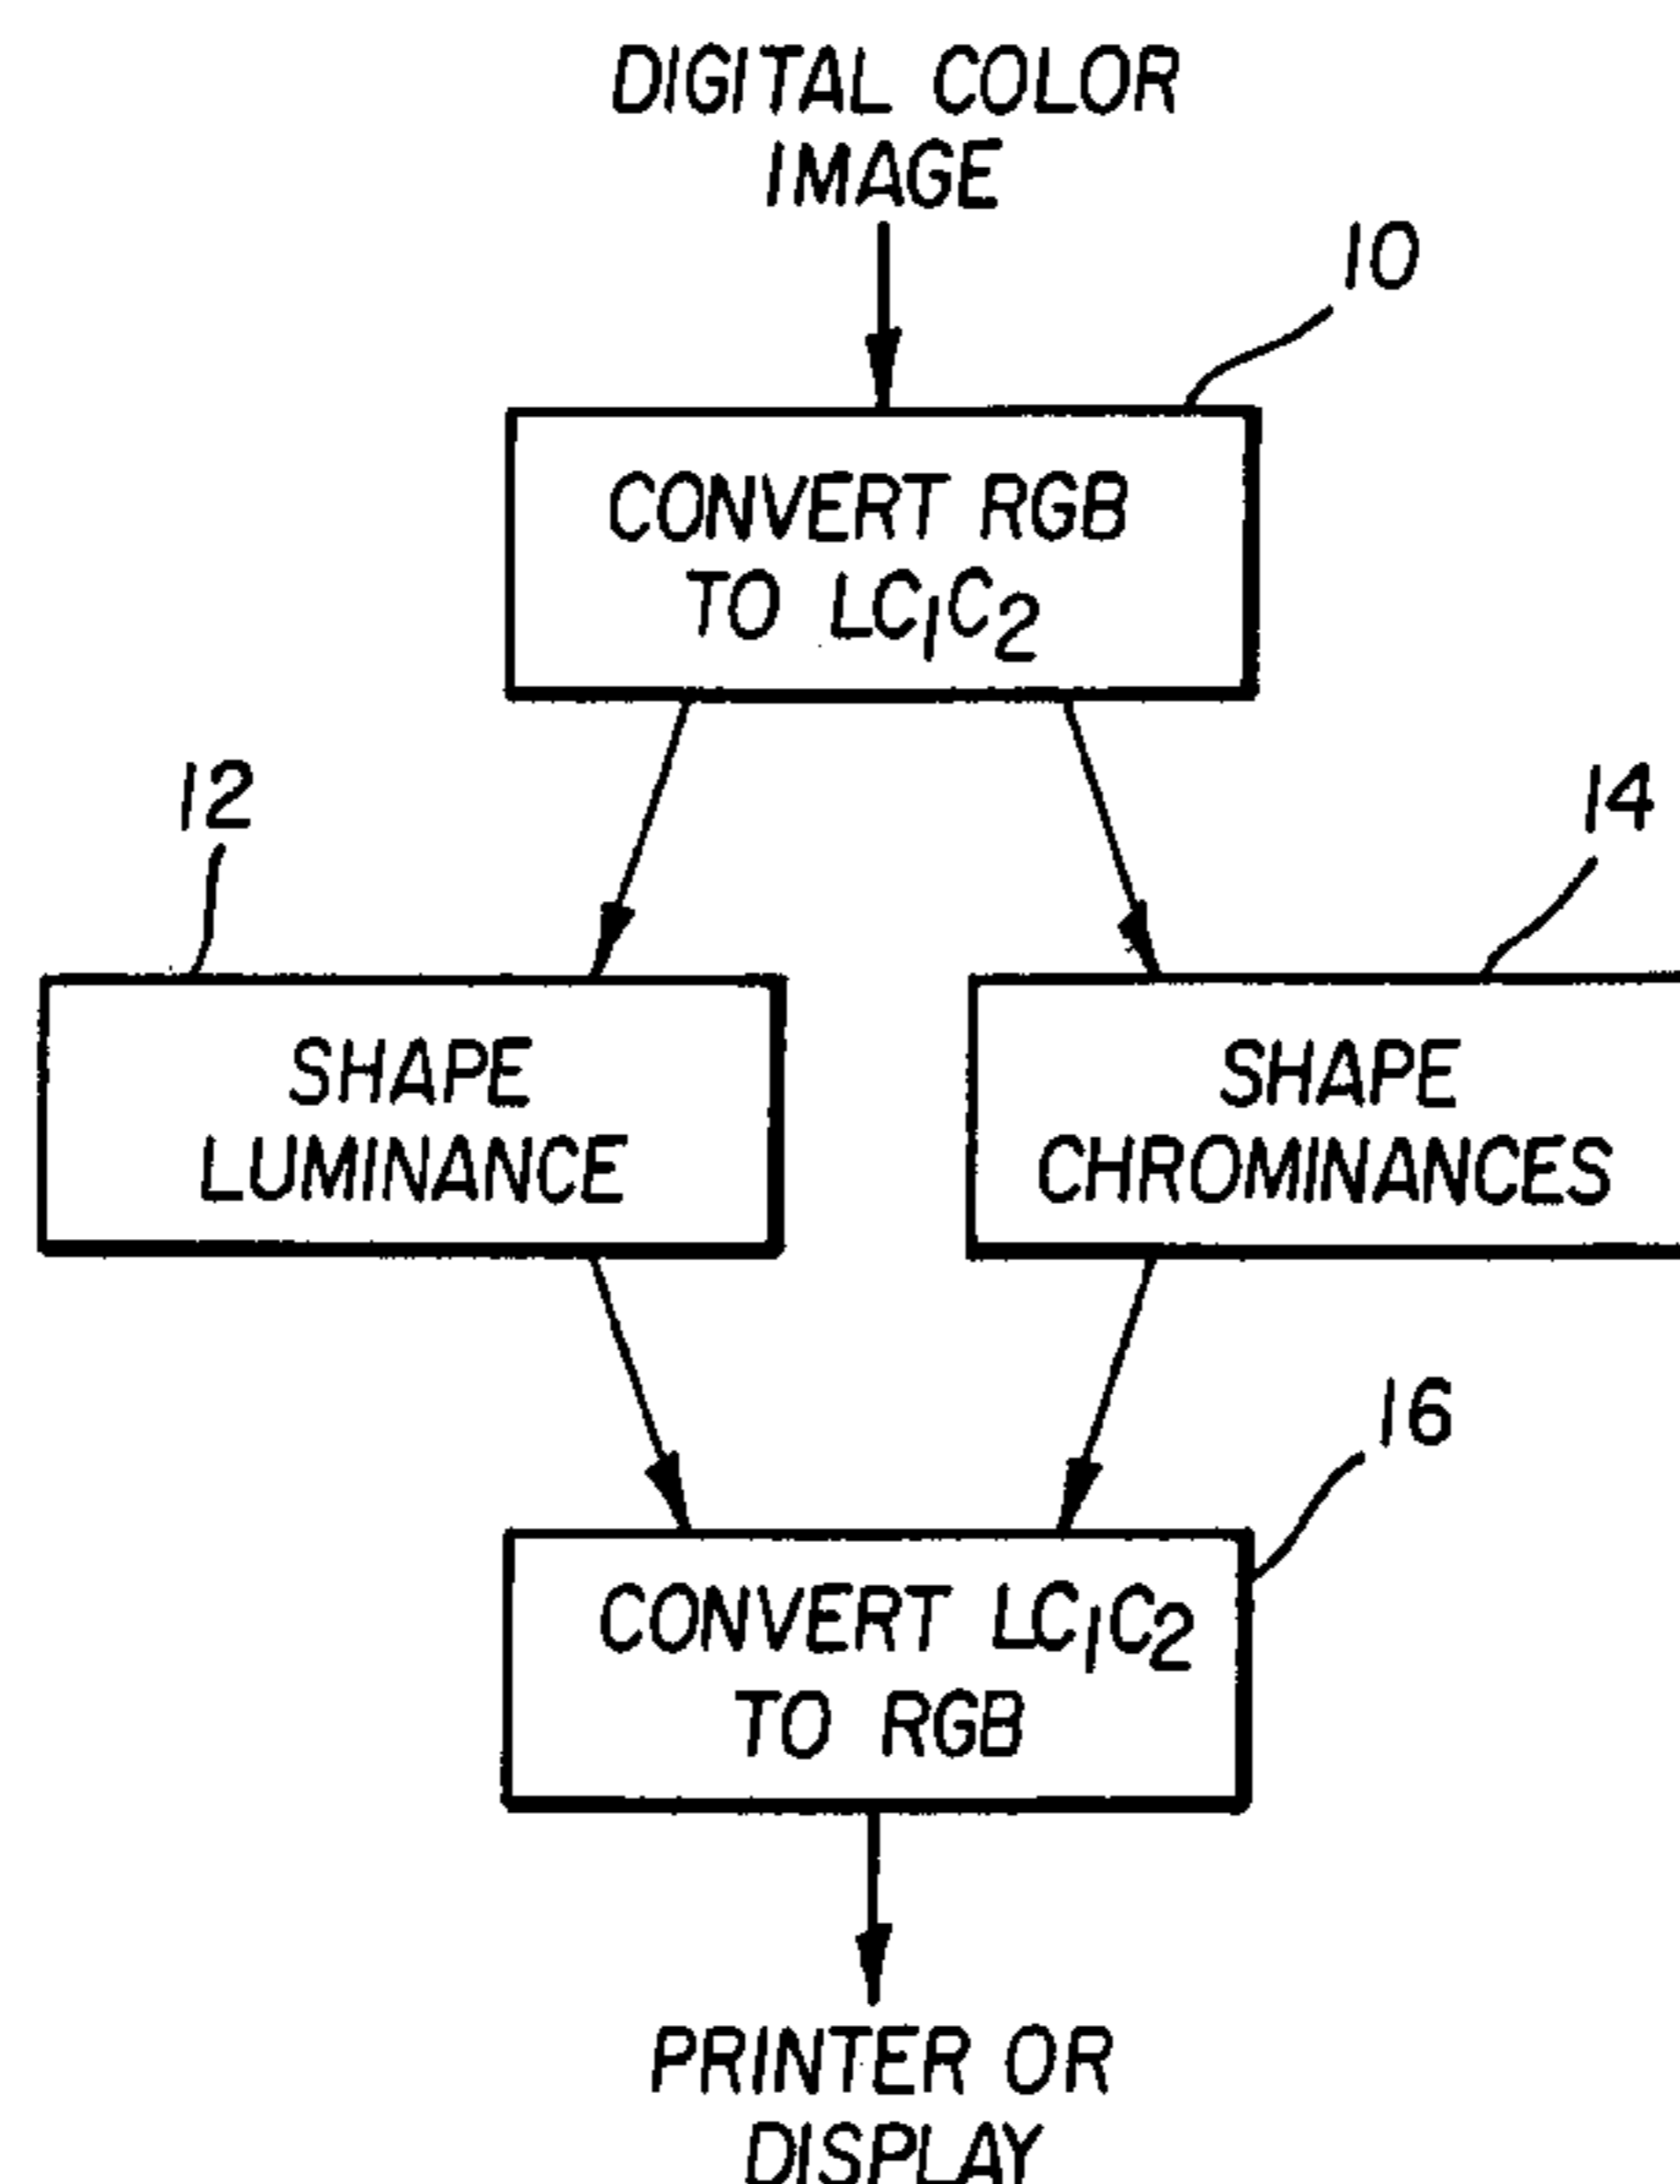 DIGITAL COLOR
IMAGE
10
CONVERT RGB
TO LC₁C₂
12
14
SHAPE
LUMINANCE
SHAPE
CHROMINANCES
16
CONVERT LC₁C₂
TO RGB
PRINTER OR
DISPLAY